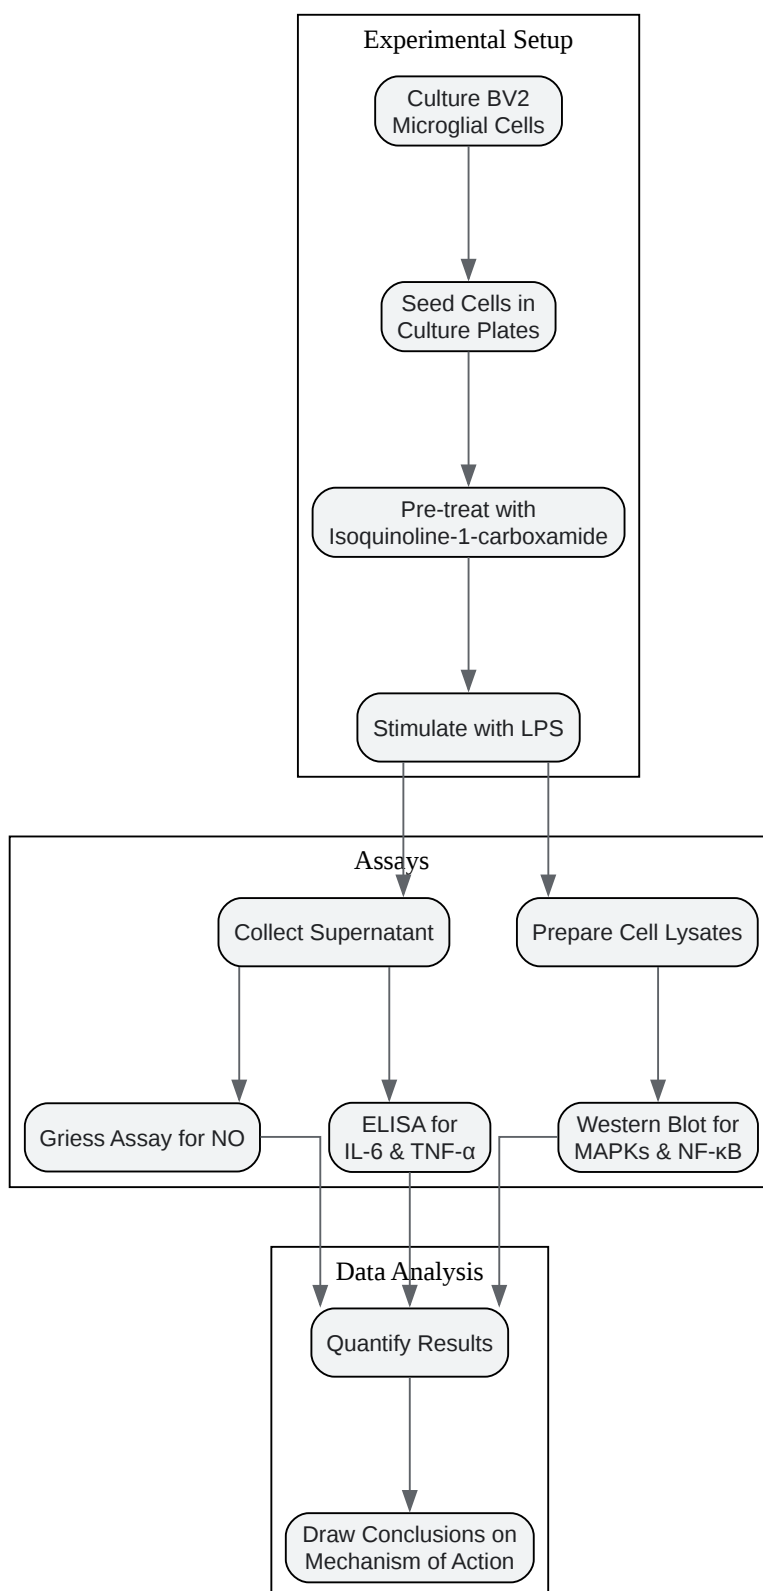 Experimental Setup
Culture BV2
Microglial Cells
Seed Cells in
Culture Plates
Pre-treat with
Isoquinoline-1-carboxamide
Stimulate with LPS
Assays
Collect Supernatant
Prepare Cell Lysates
Griess Assay for NO
ELISA for
IL-6 & TNF-α
Western Blot for
MAPKs & NF-κB
Data Analysis
Quantify Results
Draw Conclusions on
Mechanism of Action